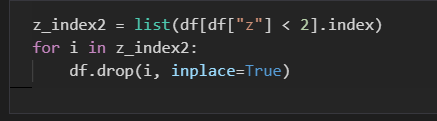 z_index2 = list(df[df["z"] < 2].index)
for i in z_index2:
    df.drop(i, inplace=True)